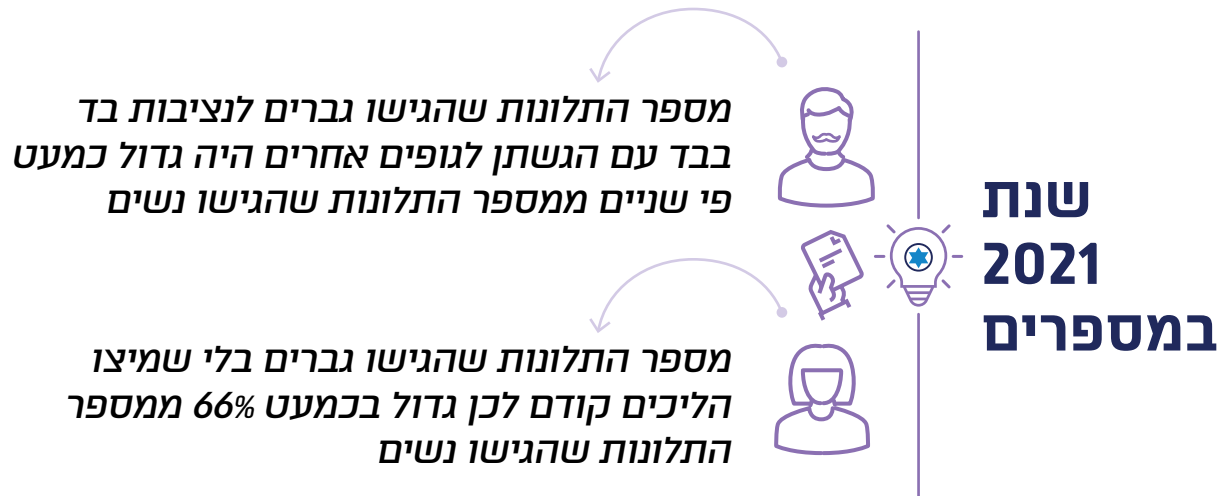 שנת
2021
במספרים
מספר התלונות שהגישו גברים לנציבות בד
בבד עם הגשתן לגופים אחרים היה גדול כמעט
פי שניים ממספר התלונות שהגישו נשים
מספר התלונות שהגישו גברים בלי שמיצו
הליכים קודם לכן גדול בכמעט 66% ממספר
התלונות שהגישו נשים